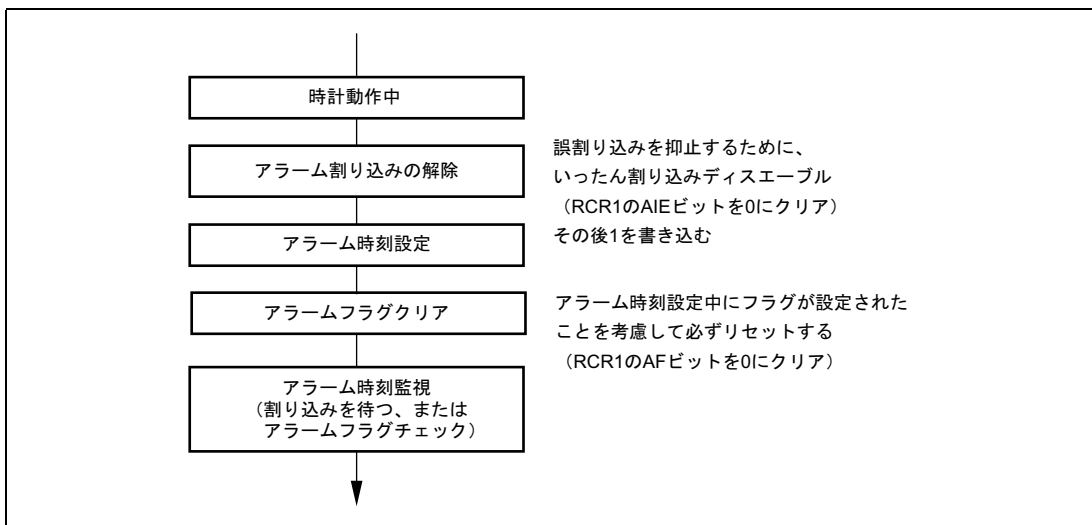 時計動作中
アラーム割り込みの解除
誤割り込みを抑止するために、
いったん割り込みディスエーブル
（RCR1のAIEビットを0にクリア）
その後1を書き込む
アラーム時刻設定
アラームフラグクリア
アラーム時刻設定中にフラグが設定された
ことを考慮して必ずリセットする
（RCR1のAFビットを0にクリア）
アラーム時刻監視
（割り込みを待つ、または
アラームフラグチェック）